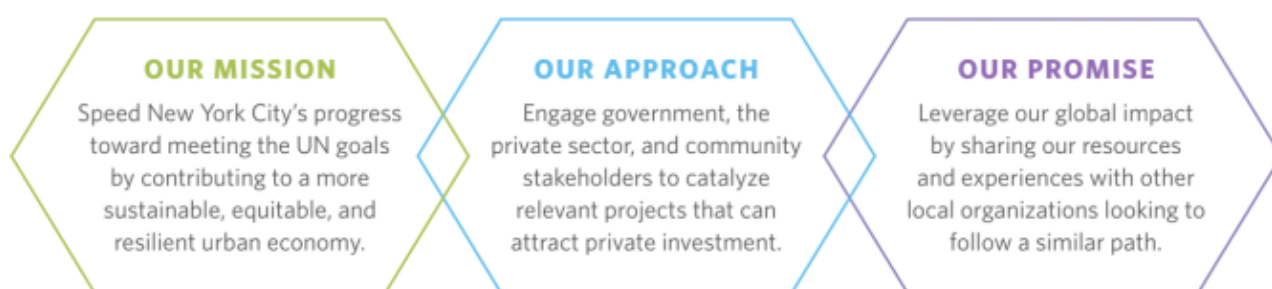 OUR MISSION
Speed New York City's progress
toward meeting the UN goals
by contributing to a more
sustainable, equitable, and
resilient urban economy.
OUR APPROACH
Engage government, the
private sector, and community
stakeholders to catalyze
relevant projects that can
attract private investment.
OUR PROMISE
Leverage our global impact
by sharing our resources
and experiences with other
local organizations looking to
follow a similar path.